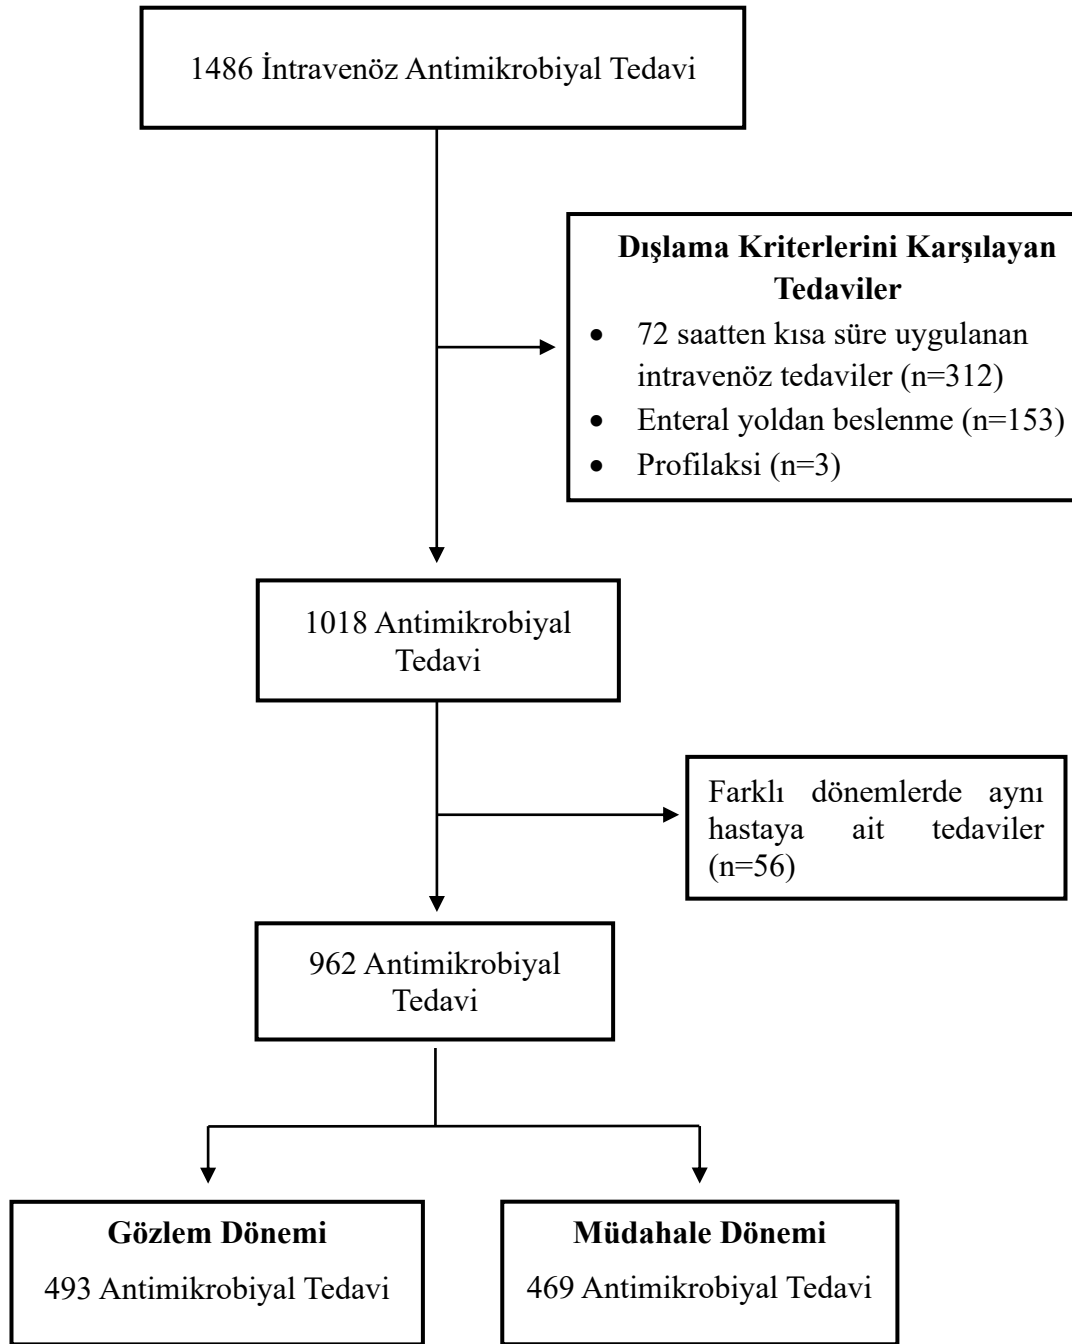 1486 İntravenöz Antimikrobiyal Tedavi
Dışlama Kriterlerini Karşılayan
Tedaviler
• 72 saatten kısa süre uygulanan
intravenöz tedaviler (n=312)
• Enteral yoldan beslenme (n=153)
• Profilaksi (n=3)
1018 Antimikrobiyal
Tedavi
Farklı dönemlerde aynı
hastaya ait tedaviler
(n=56)
962 Antimikrobiyal
Tedavi
Gözlem Dönemi
493 Antimikrobiyal Tedavi
Müdahale Dönemi
469 Antimikrobiyal Tedavi